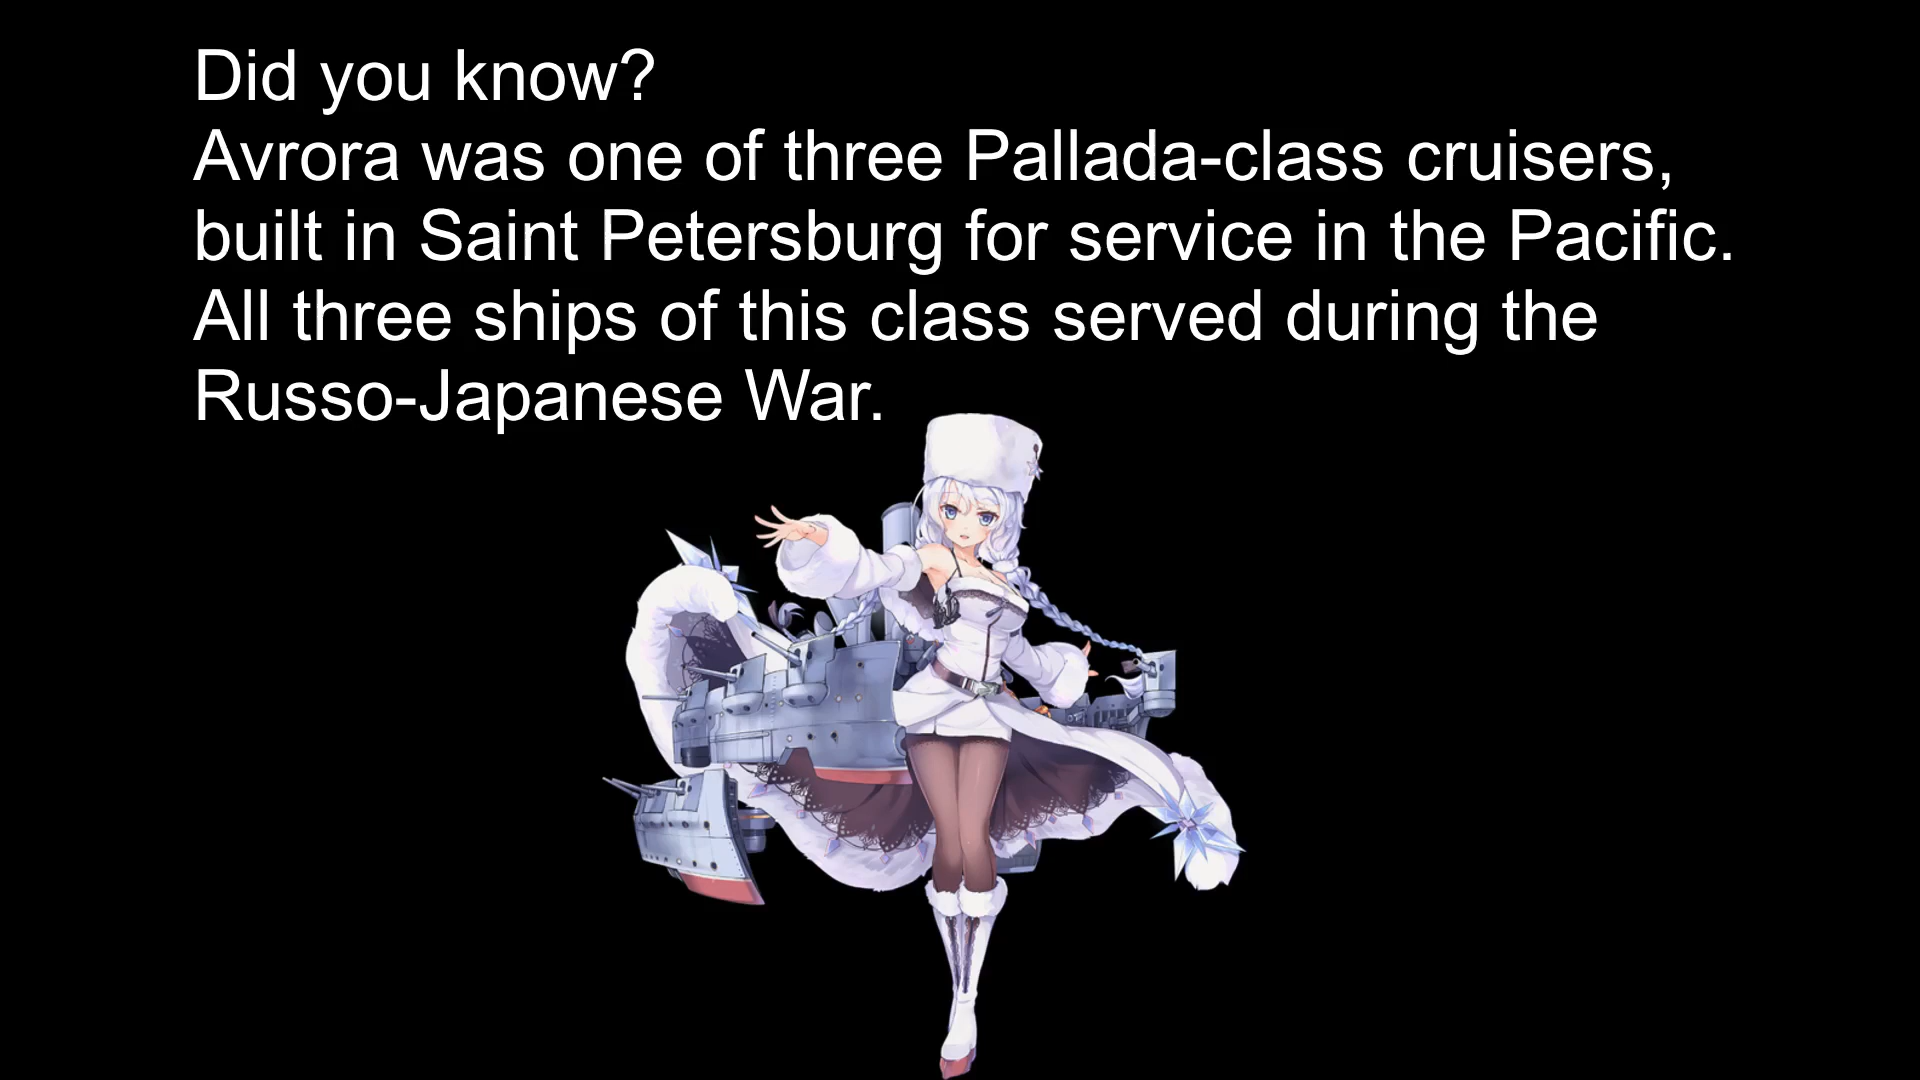 Did you know?
Avrora was one of three Pallada-class cruisers,
built in Saint Petersburg for service in the Pacific.
All three ships of this class served during the
Russo-Japanese War.